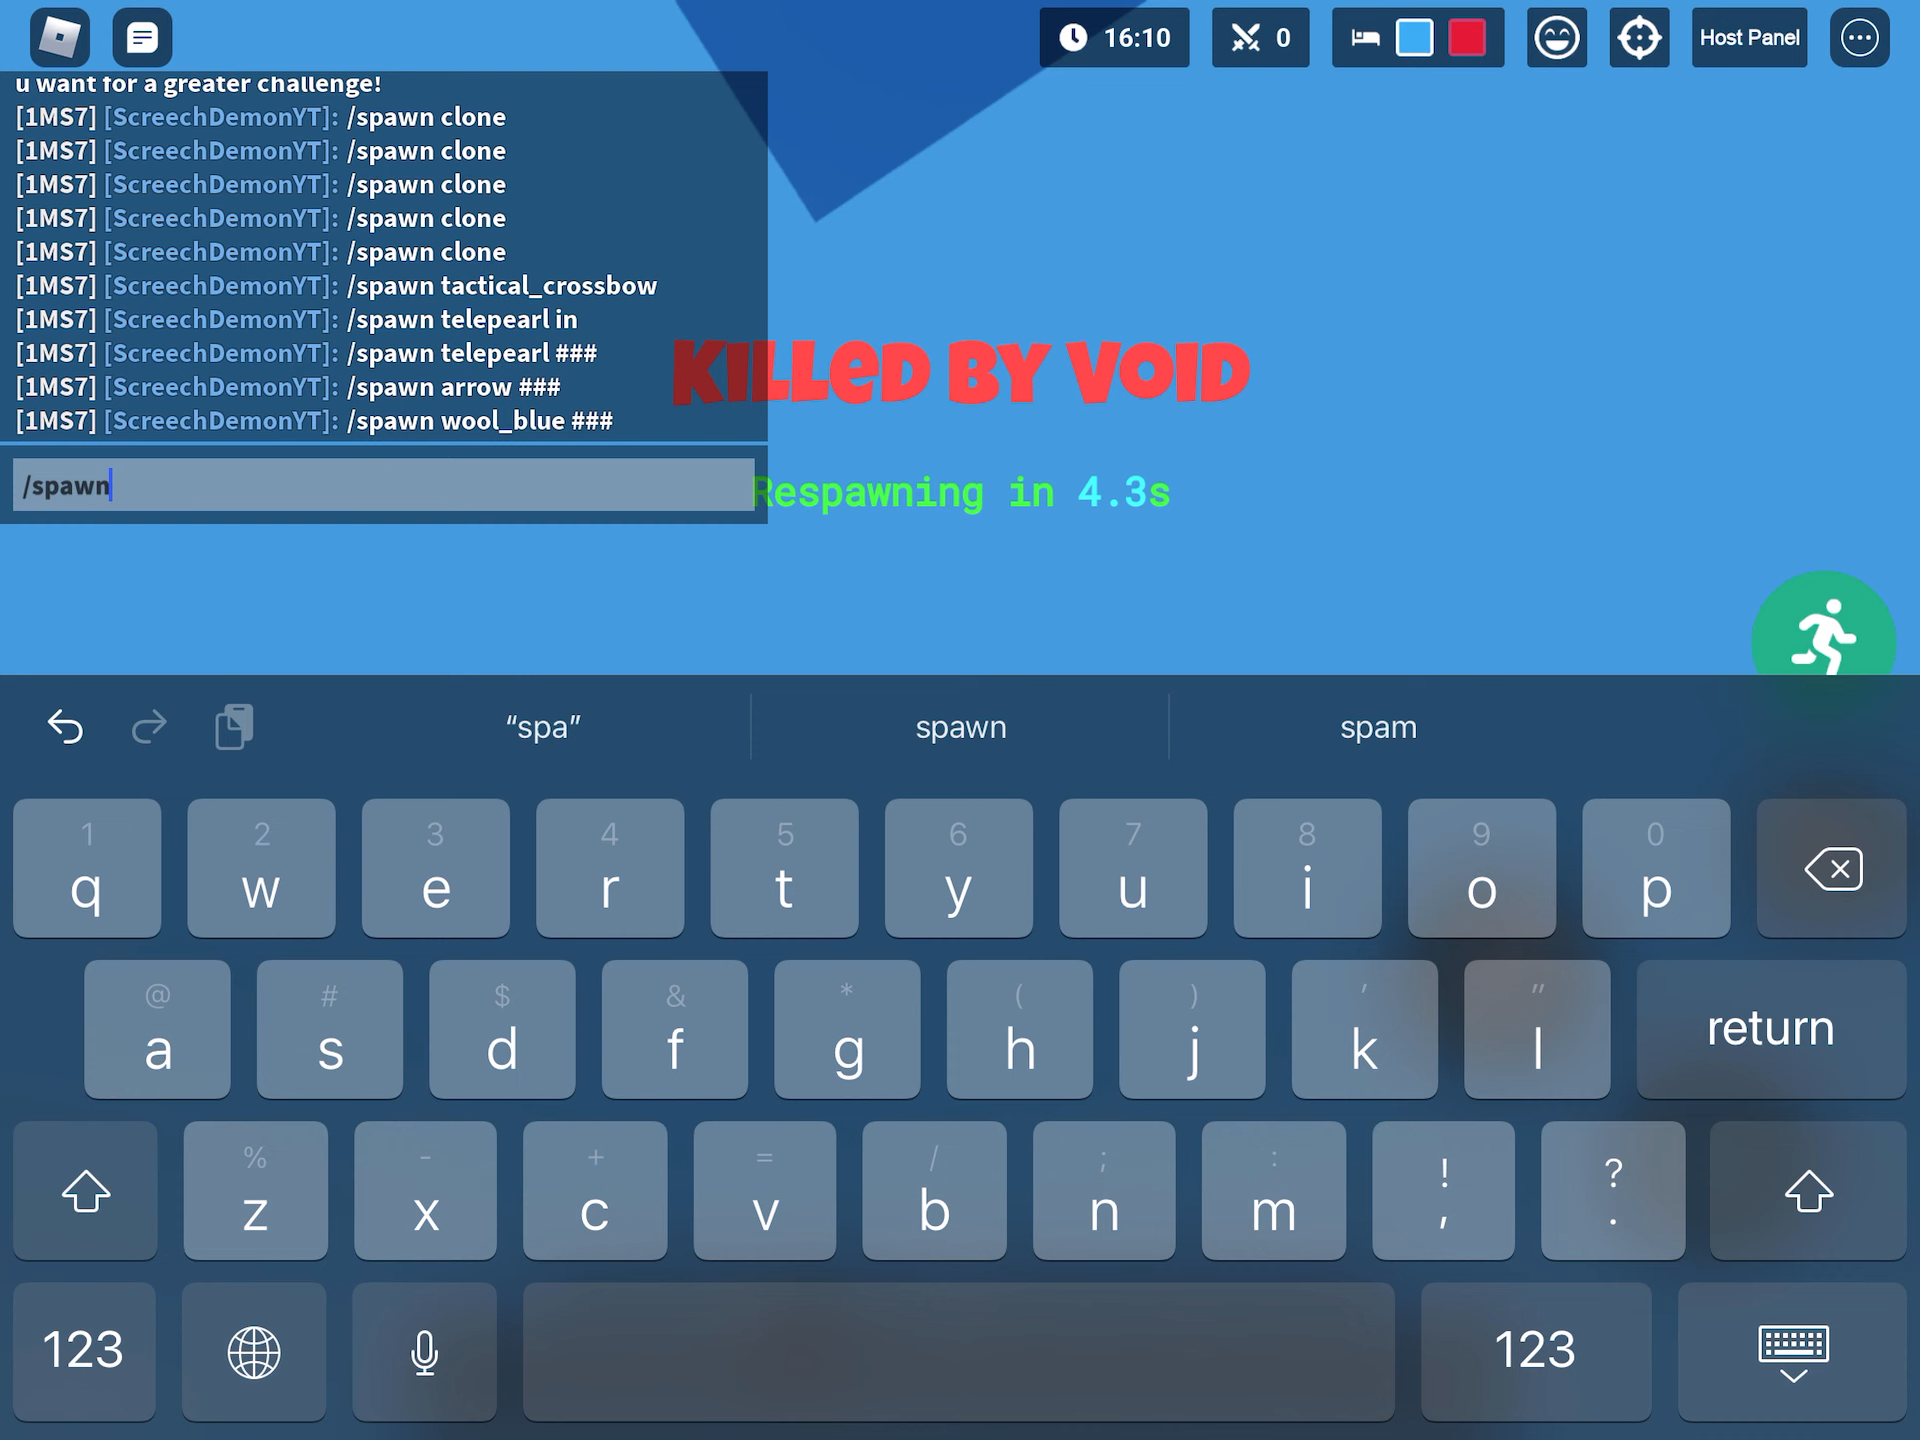 16:10
0
Host Panel
u want for a greater challenge!
[1MS7] [ScreechDemonYT]: /spawn clone
[1MS7] [ScreechDemonYT]: /spawn clone
[1MS7] [ScreechDemonYT]: /spawn clone
[1MS7] [ScreechDemonYT]: /spawn clone
[1MS7] [ScreechDemonYT]: /spawn clone
[1MS7] [ScreechDemonYT]: /spawn tactical_crossbow
[1MS7] [ScreechDemonYT]: /spawn telepearl in
[1MS7] [ScreechDemonYT]: /spawn telepearl ###
[1MS7] [ScreechDemonYT]: /spawn arrow ###
[1MS7] [ScreechDemonYT]: /spawn wool_blue ###
KILLeD BY VOID
/spawn
Respawning in 4.3s
“spa” spawn spam
1 2 3 4 5 6 7 8 9 0
q w e r t y u i o p
@ # $ & * ( ) ' "
a s d f g h j k l return
% - + = / ; : ! ?
z x c v b n m , .
123 123